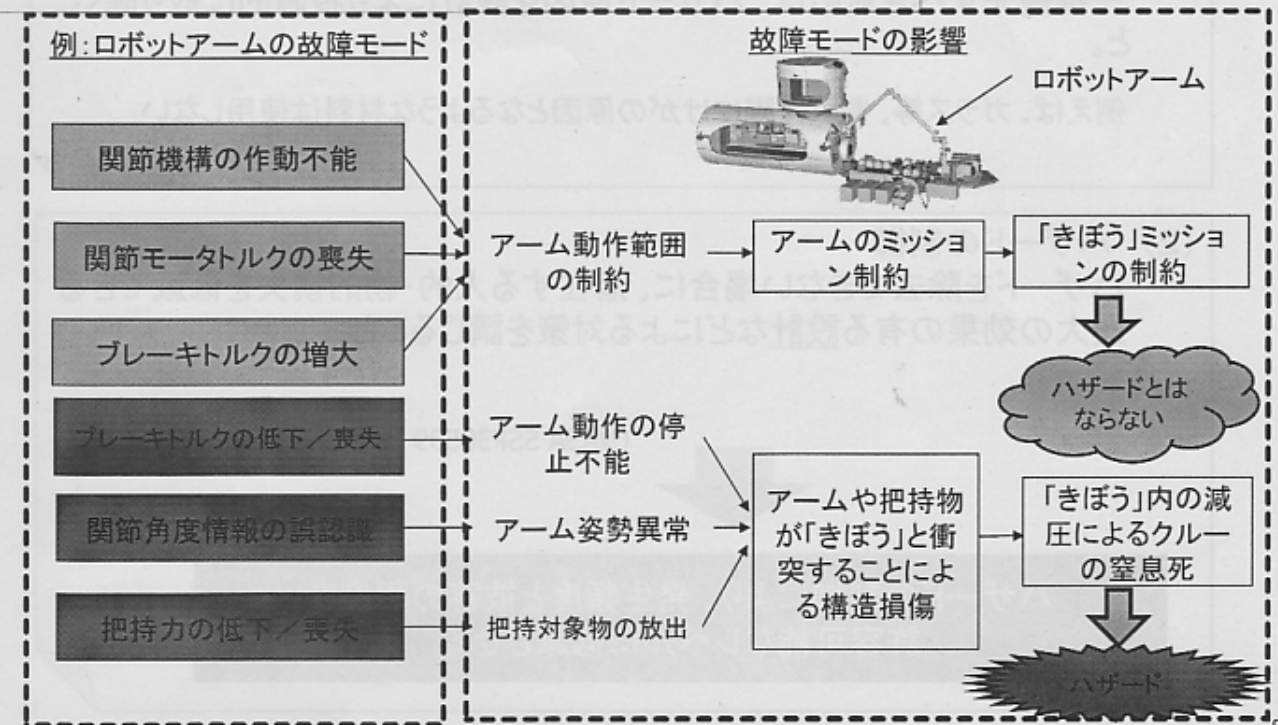 例：ロボットアームの故障モード
関節機構の作動不能
関節モータトルクの喪失
ブレーキトルクの増大
ブレーキトルクの低下／喪失
関節角度情報の誤認識
把持力の低下／喪失
故障モードの影響
ロボットアーム
アーム動作範囲
の制約
アームのミッショ
ン制約
「きぼう」ミッショ
ンの制約
ハザードとは
ならない
アーム動作の停
止不能
アーム姿勢異常
把持対象物の放出
アームや把持物
が「きぼう」と衝
突することによ
る構造損傷
「きぼう」内の減
圧によるクルー
の窒息死
ハザード